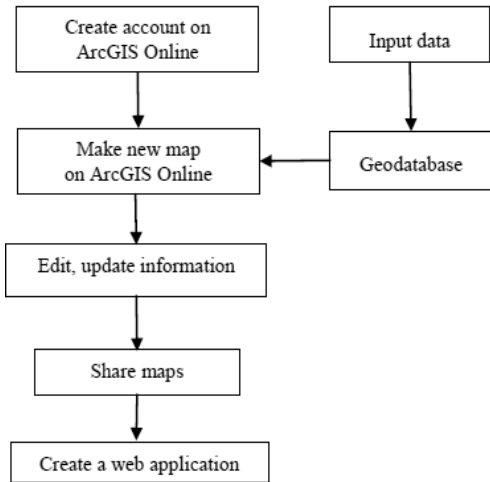 Create account on
ArcGIS Online
Input data
Make new map
on ArcGIS Online
Geodatabase
Edit, update information
Share maps
Create a web application